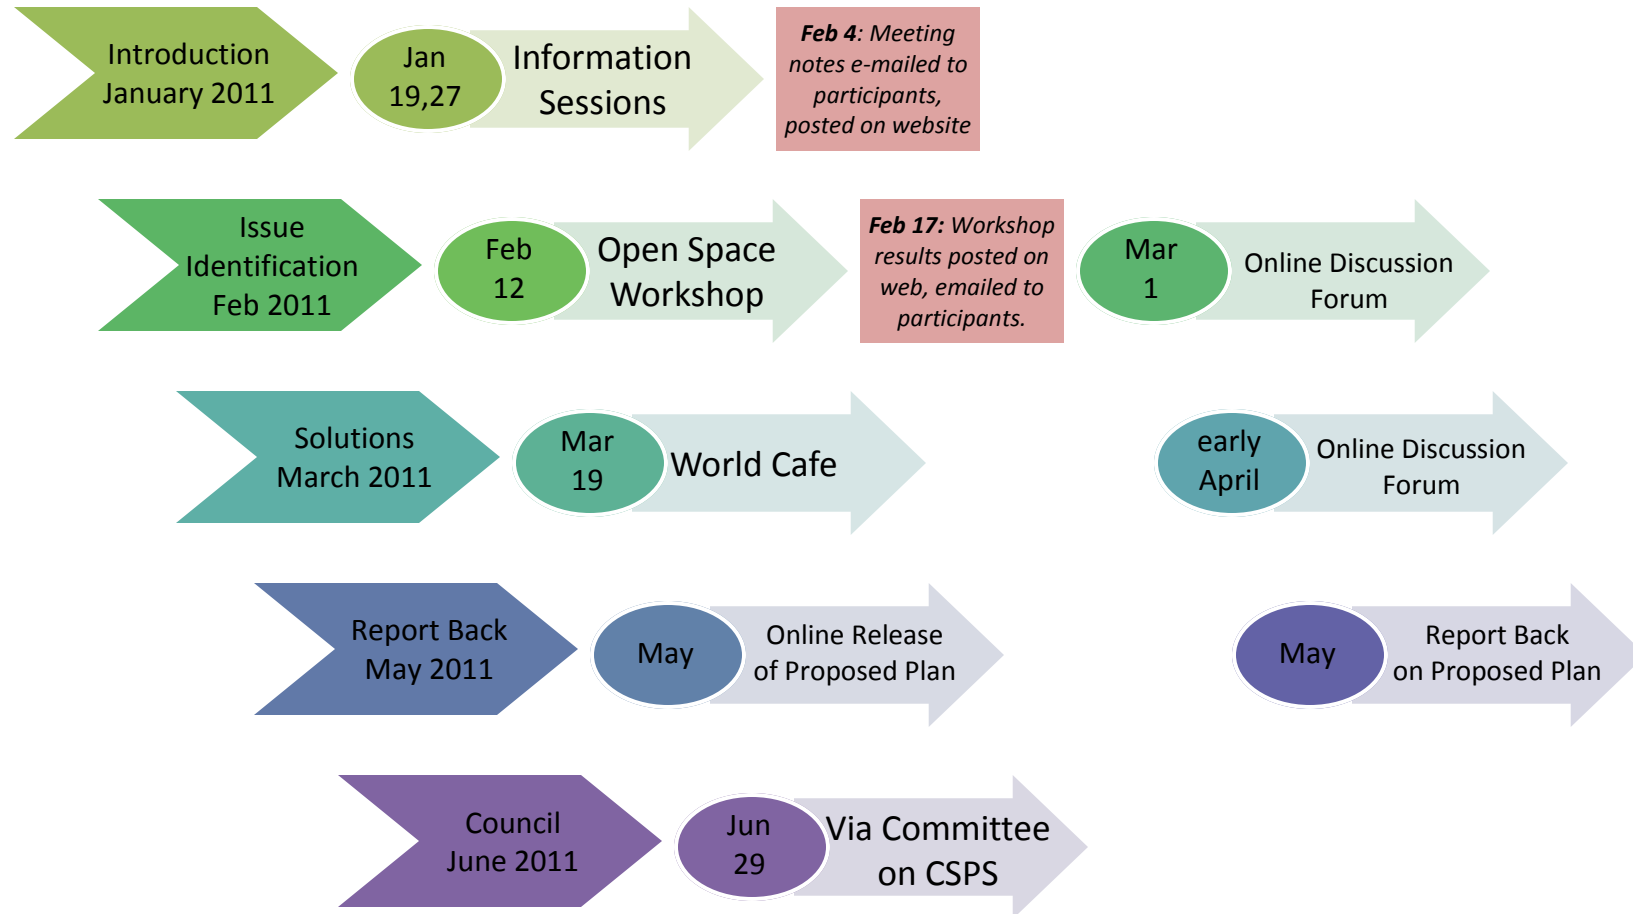 Introduction
January 2011
Jan
19,27
Information
Sessions
Feb 4: Meeting
notes e-mailed to
participants,
posted on website
Issue
Identification
Feb 2011
Feb
12
Open Space
Workshop
Feb 17: Workshop
results posted on
web, emailed to
participants.
Mar
1
Online Discussion
Forum
Solutions
March 2011
Mar
19
World Cafe
early
April
Online Discussion
Forum
Report Back
May 2011
May
Online Release
of Proposed Plan
May
Report Back
on Proposed Plan
Council
June 2011
Jun
29
Via Committee
on CSPS